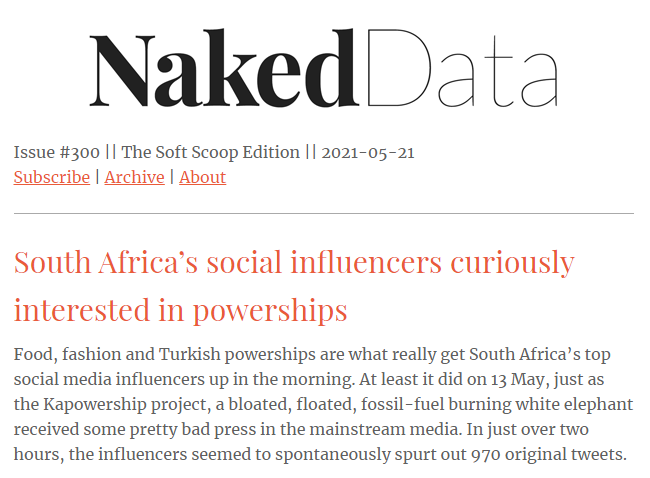 NakedData
Issue #300 || The Soft Scoop Edition || 2021-05-21
Subscribe | Archive | About
South Africa’s social influencers curiously
interested in powerships
Food, fashion and Turkish powerships are what really get South Africa’s top
social media influencers up in the morning. At least it did on 13 May, just as
the Kapowership project, a bloated, floated, fossil-fuel burning white elephant
received some pretty bad press in the mainstream media. In just over two
hours, the influencers seemed to spontaneously spurt out 970 original tweets.